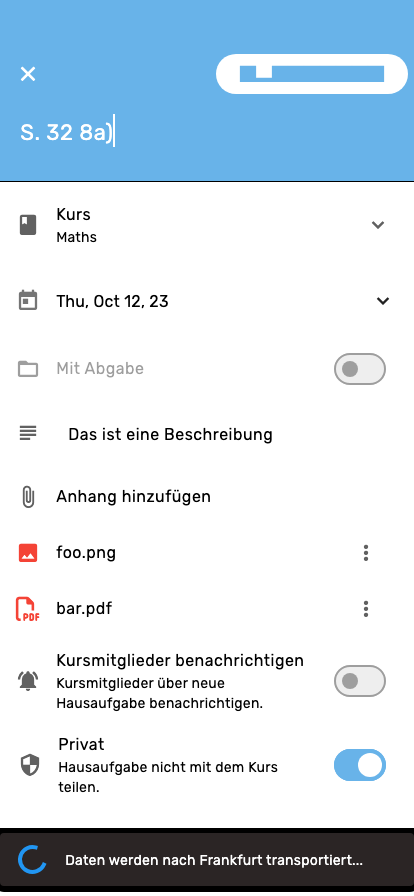 S. 32 8a)
Kurs
Maths
Thu, Oct 12, 23
Mit Abgabe
Das ist eine Beschreibung
Anhang hinzufügen
foo.png
PDF
bar.pdf
Kursmitglieder benachrichtigen
Kursmitglieder über neue
Hausaufgabe benachrichtigen.
Privat
Hausaufgabe nicht mit dem Kurs
teilen.
Daten werden nach Frankfurt transportiert...